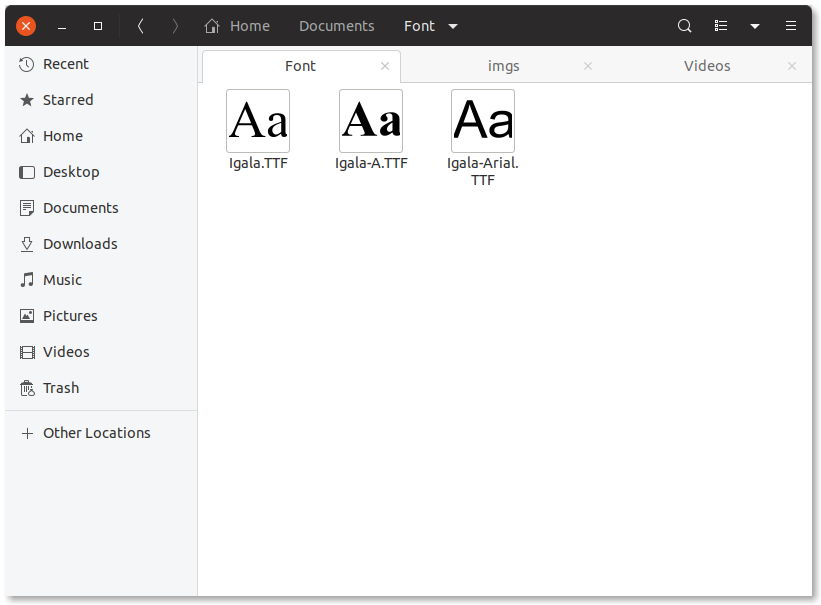 Home Documents Font
Recent
Starred
Home
Desktop
Documents
Downloads
Music
Pictures
Videos
Trash
Other Locations
Font imgs Videos
Aa Aa Aa
Igala.TTF Igala-A.TTF Igala-Arial.
TTF